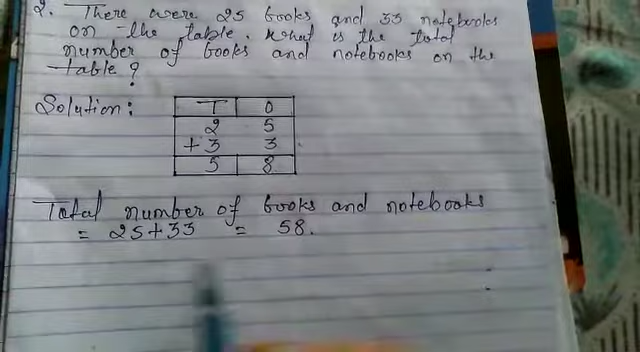 2. There were 25 books and 33 notebooks
on the table. What is the total
number of books and notebooks on the
table?
Solution:
T O
2 5
+3 3
5 8
Total number of books and notebooks
= 25+33 = 58.